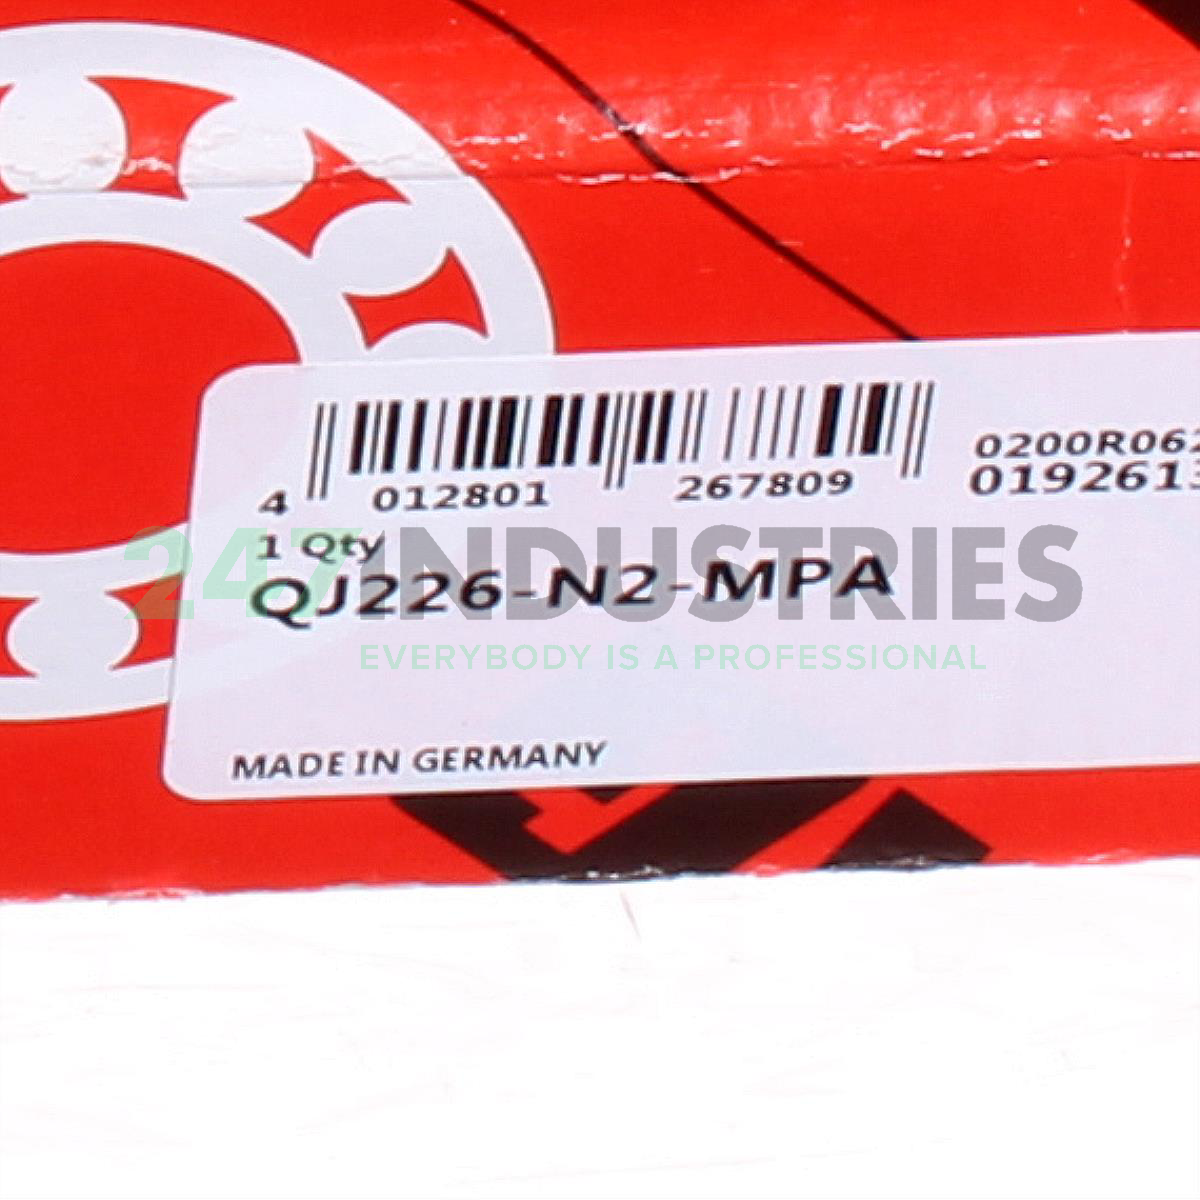 4 012801 267809
0200R062
0192613
1 Qty
QJ226-N2-MPA
247INDUSTRIES
EVERYBODY IS A PROFESSIONAL
MADE IN GERMANY